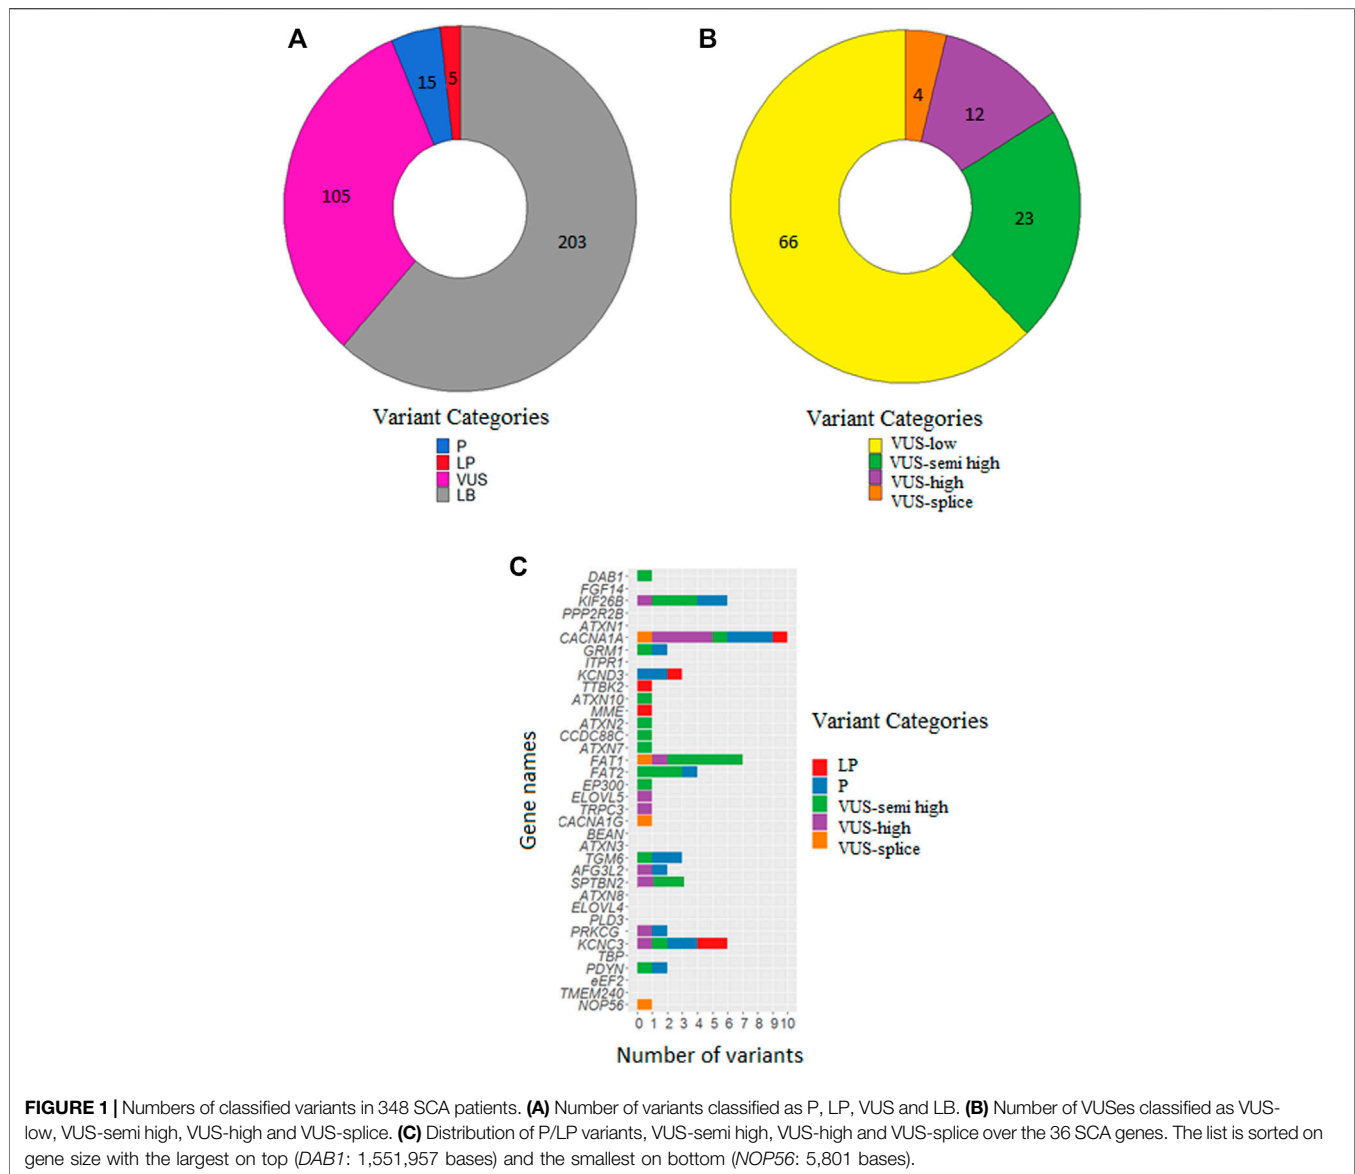 A
15
5
105
203
Variant Categories
P
LP
VUS
LB
B
4
12
23
66
Variant Categories
VUS-low
VUS-semi high
VUS-high
VUS-splice
C
Gene names
DAB1
FGF14
KIF26B
PPP2R2B
ATXN1
CACNA1A
GRM1
ITPR1
KCND3
TTBK2
ATXN10
MME
ATXN2
CCDC88C
ATXN7
FAT1
FAT2
EP300
ELOVL5
TRPC3
CACNA1G
BEAN
ATXN3
TGM6
AFG3L2
SPTBN2
ATXN8
ELOVL4
PLD3
PRKCG
KCNC3
TBP
PDYN
eEF2
TMEM240
NOP56
0 1 2 3 4 5 6 7 8 9 10
Number of variants
Variant Categories
LP
P
VUS-semi high
VUS-high
VUS-splice
FIGURE 1 | Numbers of classified variants in 348 SCA patients. (A) Number of variants classified as P, LP, VUS and LB. (B) Number of VUSes classified as VUS-
low, VUS-semi high, VUS-high and VUS-splice. (C) Distribution of P/LP variants, VUS-semi high, VUS-high and VUS-splice over the 36 SCA genes. The list is sorted on
gene size with the largest on top (DAB1: 1,551,957 bases) and the smallest on bottom (NOP56: 5,801 bases).